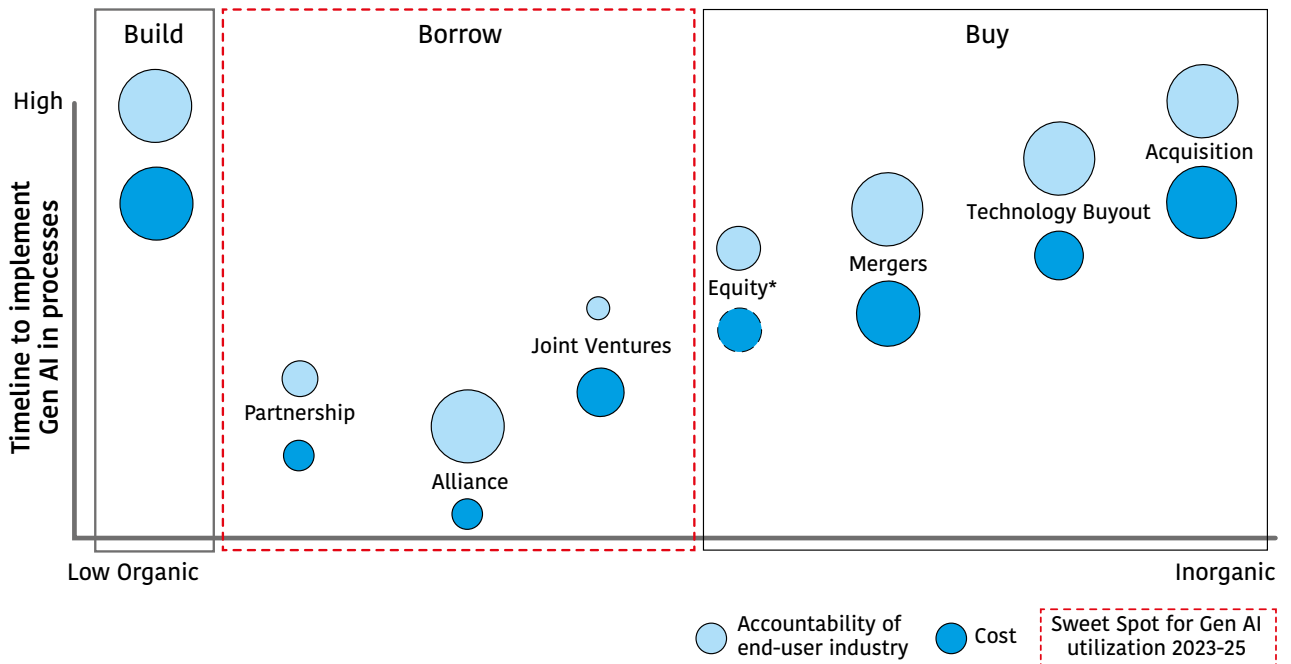 Build
Borrow
Buy
High
Timeline to implement
Gen AI in processes
Acquisition
Technology Buyout
Mergers
Equity*
Joint Ventures
Partnership
Alliance
Low Organic
Inorganic
Accountability of
end-user industry
Cost
Sweet Spot for Gen AI
utilization 2023-25